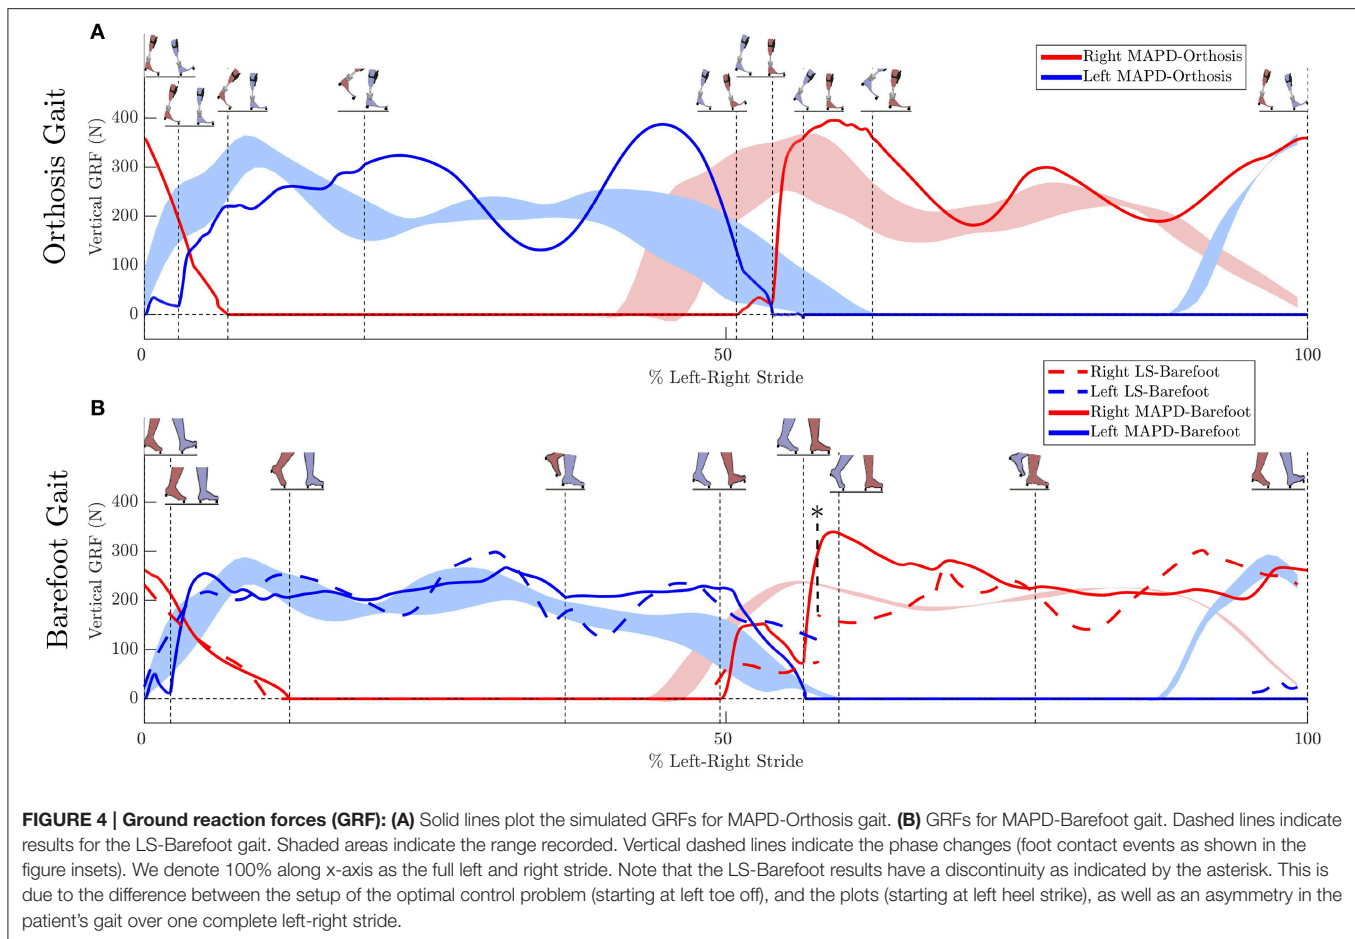 A
Right MAPD-Orthosis
Left MAPD-Orthosis
Orthosis Gait
Vertical GRF (N)
400
300
200
100
0
0
50
100
% Left-Right Stride
B
Right LS-Barefoot
Left LS-Barefoot
Right MAPD-Barefoot
Left MAPD-Barefoot
Barefoot Gait
Vertical GRF (N)
400
300
200
100
0
*
0
50
100
% Left-Right Stride
FIGURE 4 | Ground reaction forces (GRF): (A) Solid lines plot the simulated GRFs for MAPD-Orthosis gait. (B) GRFs for MAPD-Barefoot gait. Dashed lines indicate
results for the LS-Barefoot gait. Shaded areas indicate the range recorded. Vertical dashed lines indicate the phase changes (foot contact events as shown in the
figure insets). We denote 100% along x-axis as the full left and right stride. Note that the LS-Barefoot results have a discontinuity as indicated by the asterisk. This is
due to the difference between the setup of the optimal control problem (starting at left toe off), and the plots (starting at left heel strike), as well as an asymmetry in the
patient's gait over one complete left-right stride.